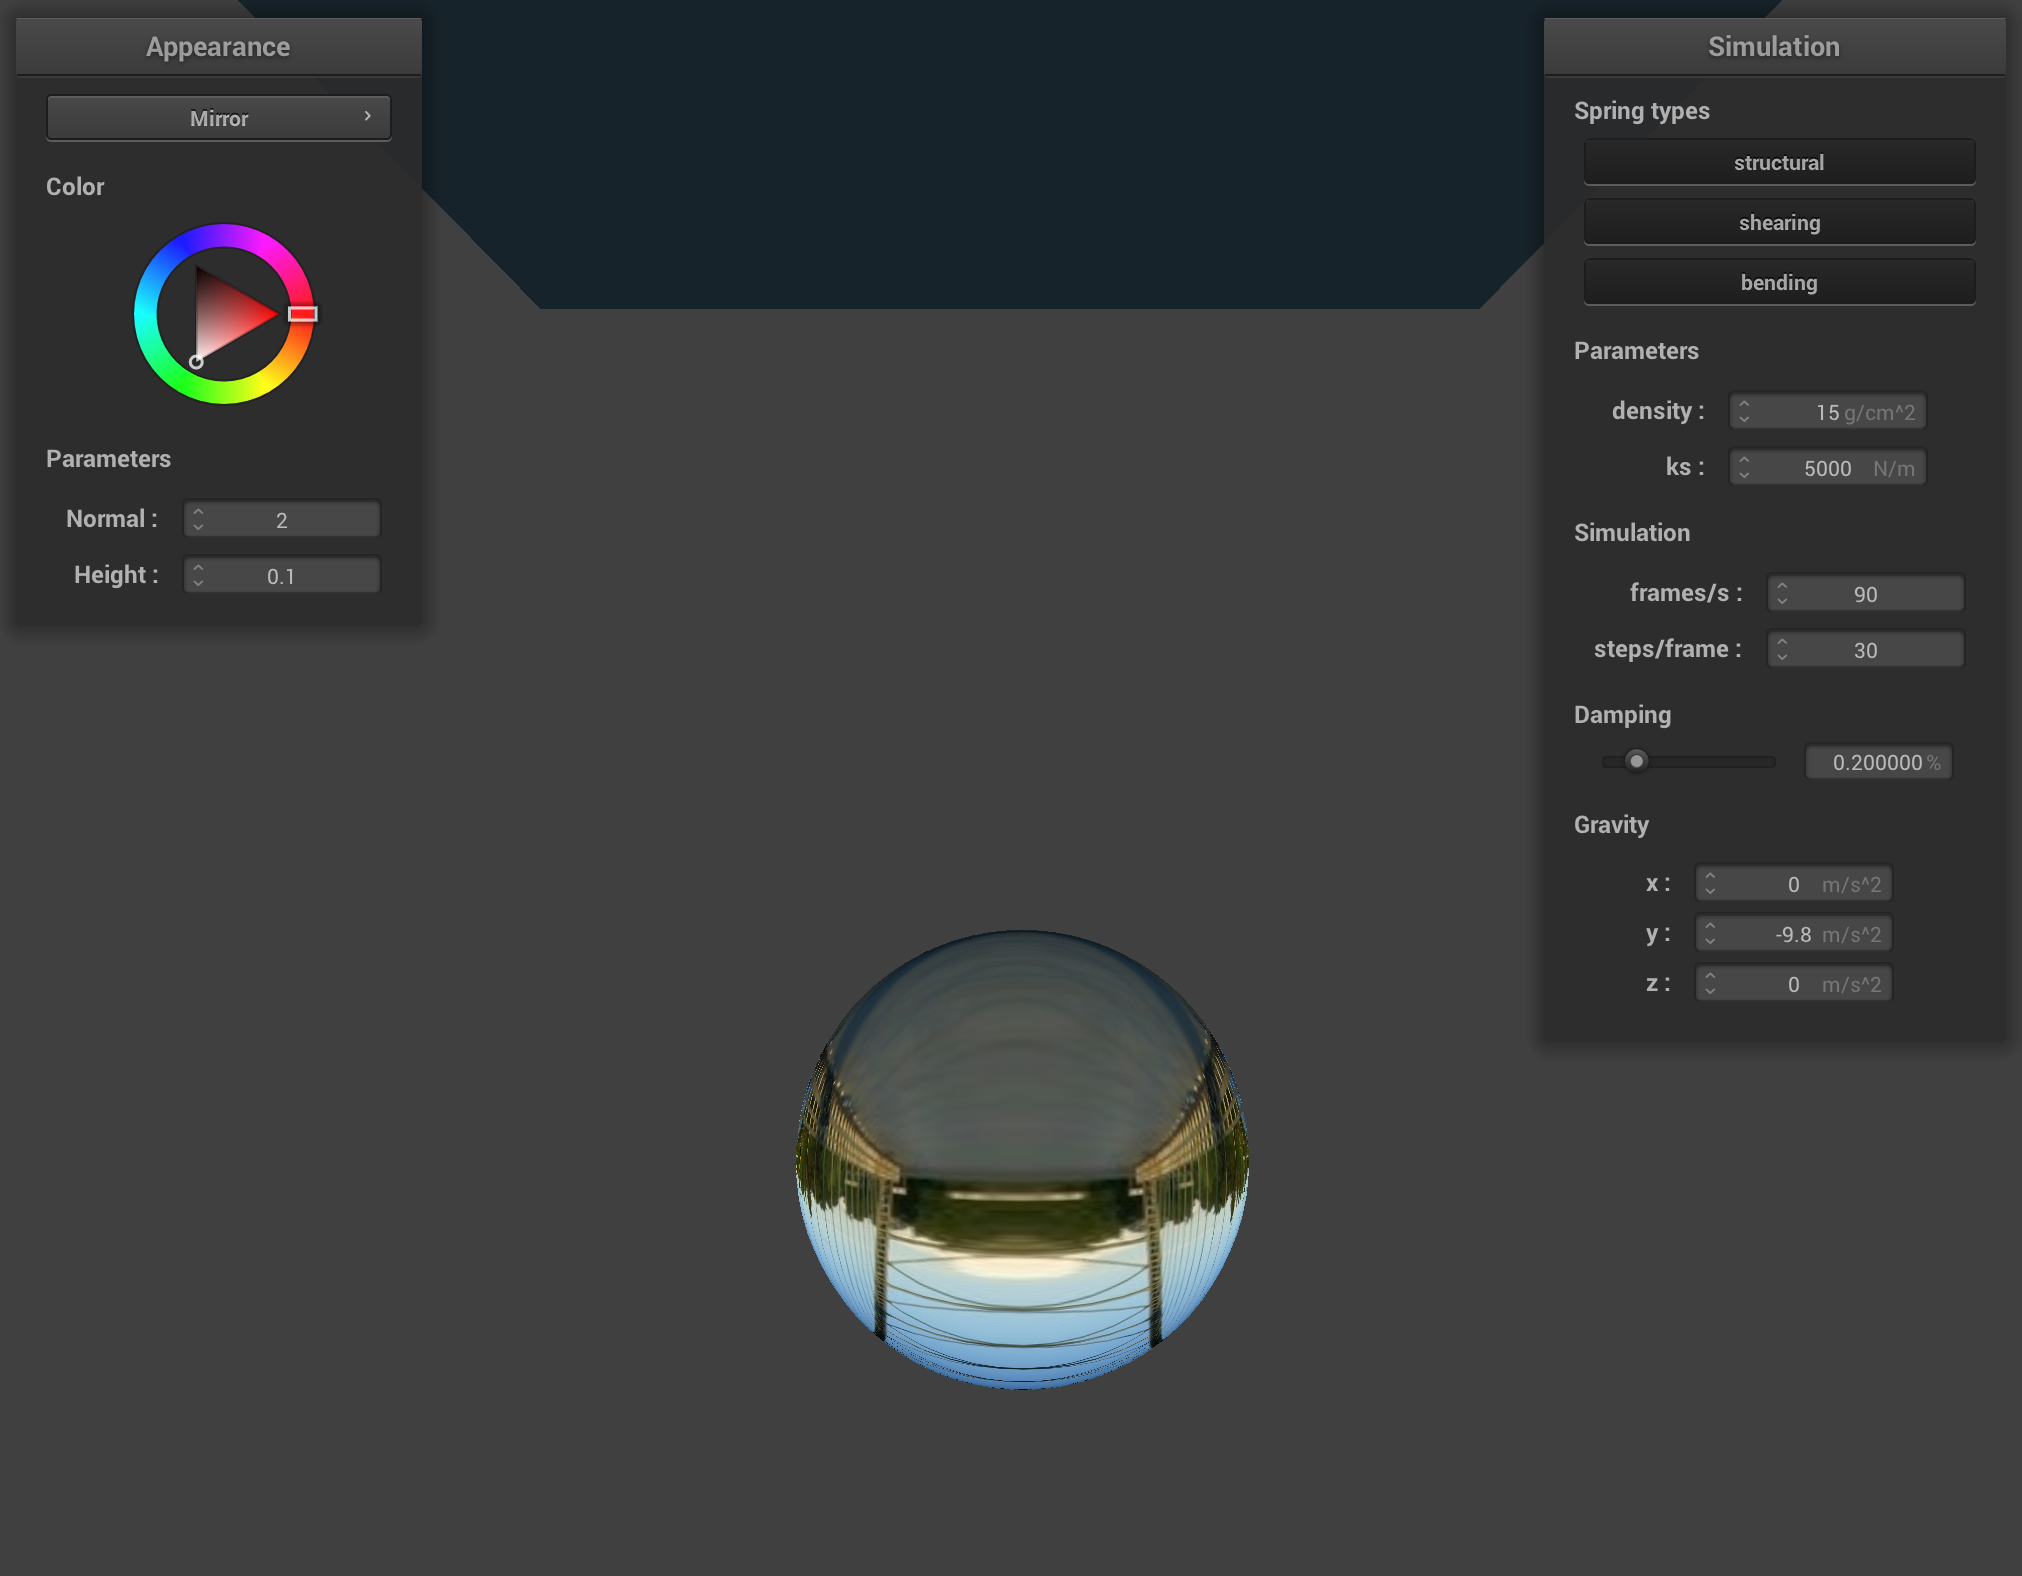 Appearance
Mirror
Color
Parameters
Normal : 2
Height : 0.1
Simulation
Spring types
structural
shearing
bending
Parameters
density : 15 g/cm^2
ks : 5000 N/m
Simulation
frames/s : 90
steps/frame : 30
Damping
0.200000 %
Gravity
x : 0 m/s^2
y : -9.8 m/s^2
z : 0 m/s^2